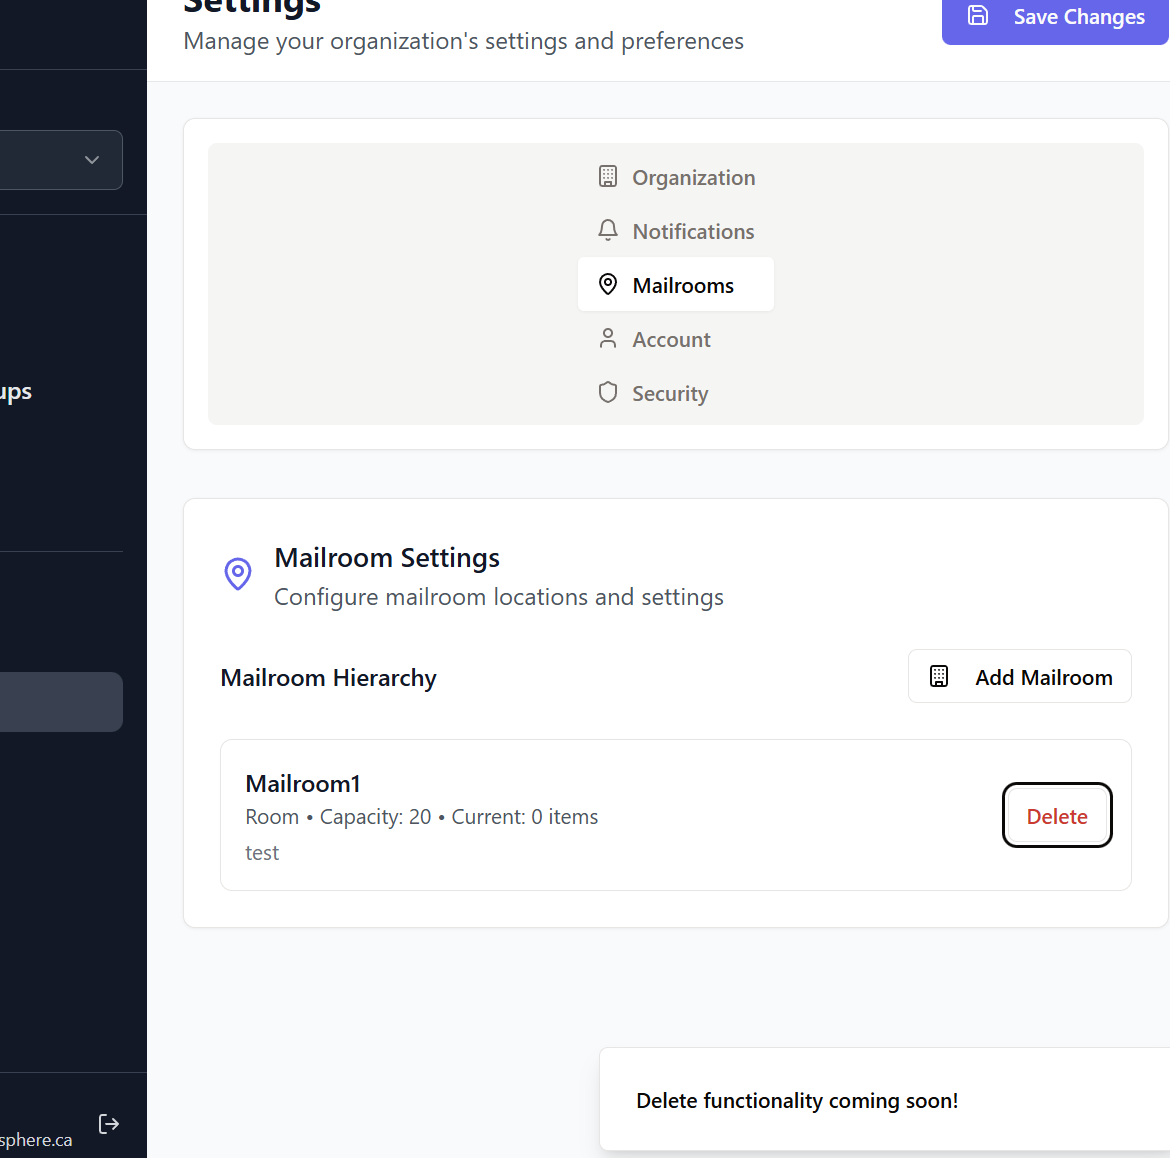 Settings
Manage your organization's settings and preferences
Save Changes
Organization
Notifications
Mailrooms
Account
Security
ups
Mailroom Settings
Configure mailroom locations and settings
Mailroom Hierarchy
Add Mailroom
Mailroom1
Room • Capacity: 20 • Current: 0 items
test
Delete
Delete functionality coming soon!
sphere.ca